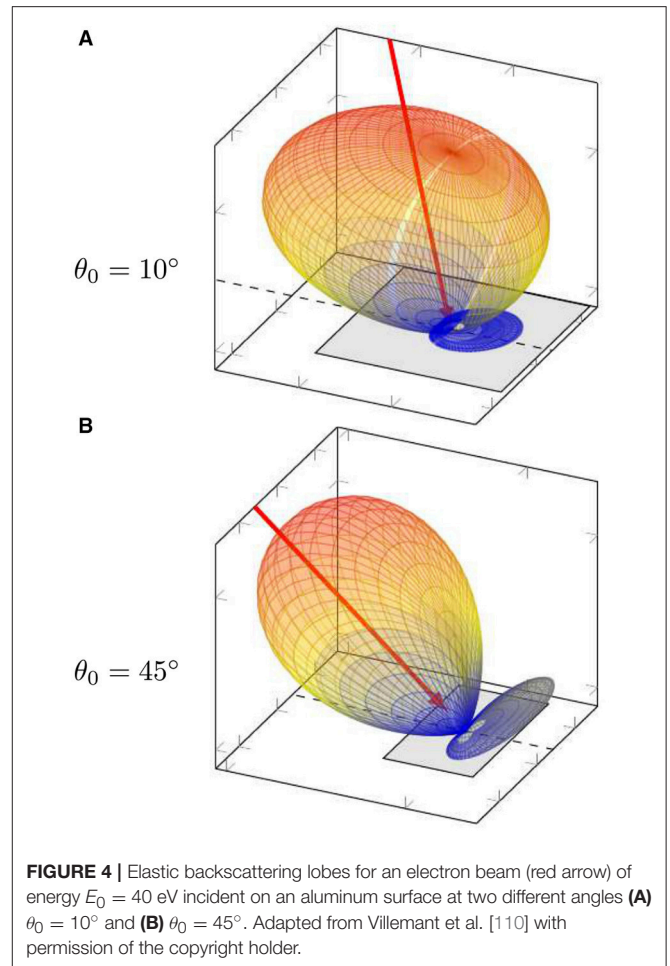 A
θ₀ = 10°
B
θ₀ = 45°
FIGURE 4 | Elastic backscattering lobes for an electron beam (red arrow) of
energy E₀ = 40 eV incident on an aluminum surface at two different angles (A)
θ₀ = 10° and (B) θ₀ = 45°. Adapted from Villemant et al. [110] with
permission of the copyright holder.